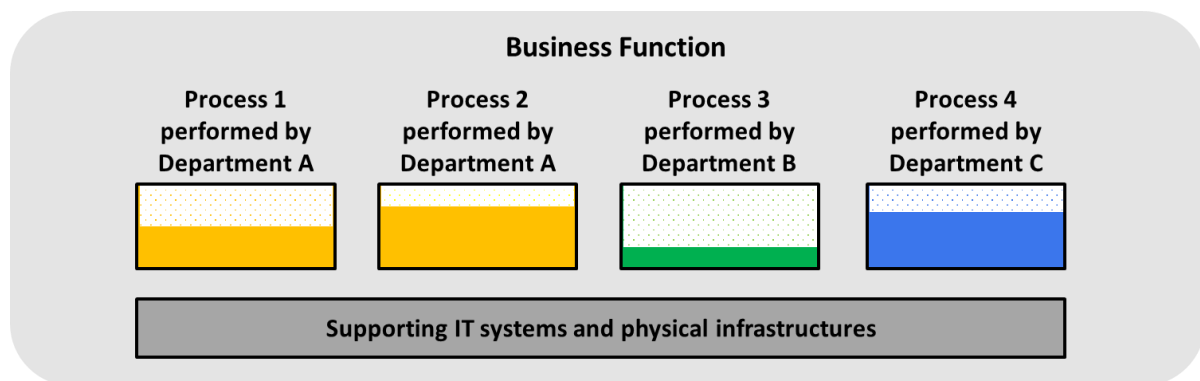 Business Function
Process 1
performed by
Department A
Process 2
performed by
Department A
Process 3
performed by
Department B
Process 4
performed by
Department C
Supporting IT systems and physical infrastructures